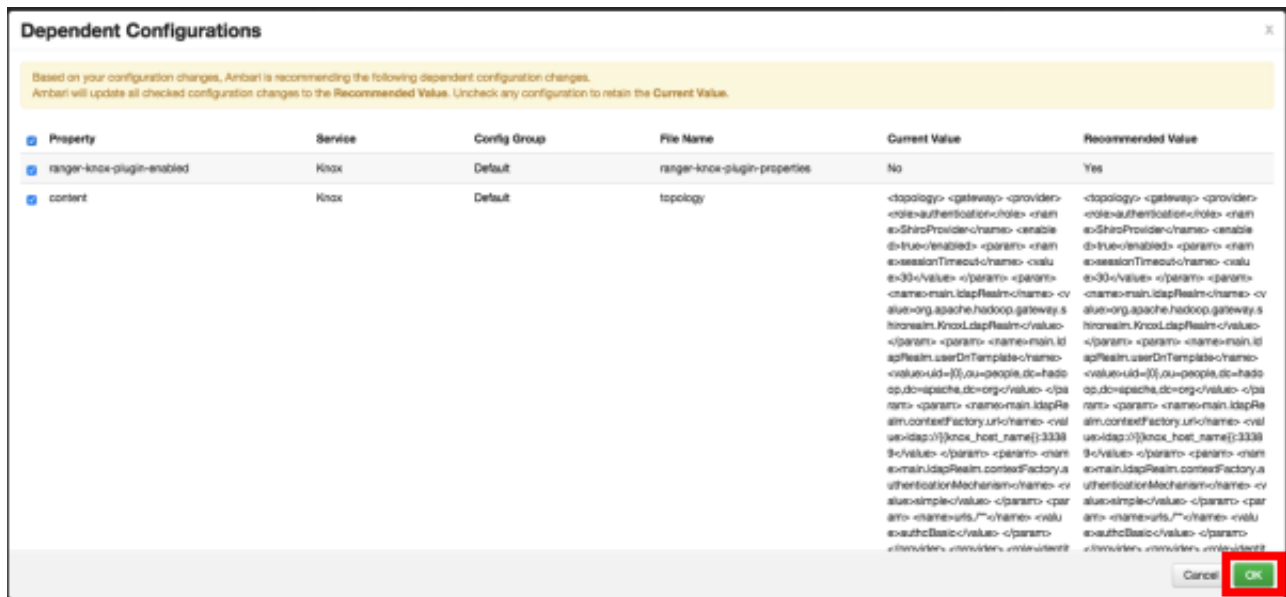 Dependent Configurations
x
Based on your configuration changes, Ambari is recommending the following dependent configuration changes.
Ambari will update all checked configuration changes to the Recommended Value. Uncheck any configuration to retain the Current Value.
Property Service Config Group File Name Current Value Recommended Value
ranger-knox-plugin-enabled Knox Default ranger-knox-plugin-properties No Yes
content Knox Default topology
<topology> <gateway> <provider>
<role>authentication</role> <nam
e>ShiroProvider</name> <enable
d>true</enabled> <param> <nam
e>sessionTimeout</name> <valu
e>30</value> </param> <param>
<name>main.ldapRealm</name> <v
alue>org.apache.hadoop.gateway.s
hirorealm.KnoxLdapRealm</value>
</param> <param> <name>main.ld
apRealm.userDnTemplate</name>
<value>uid={0},ou=people,dc=hado
op,dc=apache,dc=org</value> </pa
ram> <param> <name>main.ldapRe
alm.contextFactory.url</name> <val
ue>ldap://{{knox_host_name}}:3338
9</value> </param> <param> <nam
e>main.ldapRealm.contextFactory.a
uthenticationMechanism</name> <v
alue>simple</value> </param> <par
am> <name>urls./**</name> <valu
e>authcBasic</value> </param>
</provider> <provider> <role>identit
<topology> <gateway> <provider>
<role>authentication</role> <nam
e>ShiroProvider</name> <enable
d>true</enabled> <param> <nam
e>sessionTimeout</name> <valu
e>30</value> </param> <param>
<name>main.ldapRealm</name> <v
alue>org.apache.hadoop.gateway.s
hirorealm.KnoxLdapRealm</value>
</param> <param> <name>main.ld
apRealm.userDnTemplate</name>
<value>uid={0},ou=people,dc=hado
op,dc=apache,dc=org</value> </pa
ram> <param> <name>main.ldapRe
alm.contextFactory.url</name> <val
ue>ldap://{{knox_host_name}}:3338
9</value> </param> <param> <nam
e>main.ldapRealm.contextFactory.a
uthenticationMechanism</name> <v
alue>simple</value> </param> <par
am> <name>urls./**</name> <valu
e>authcBasic</value> </param>
</provider> <provider> <role>identit
Cancel OK